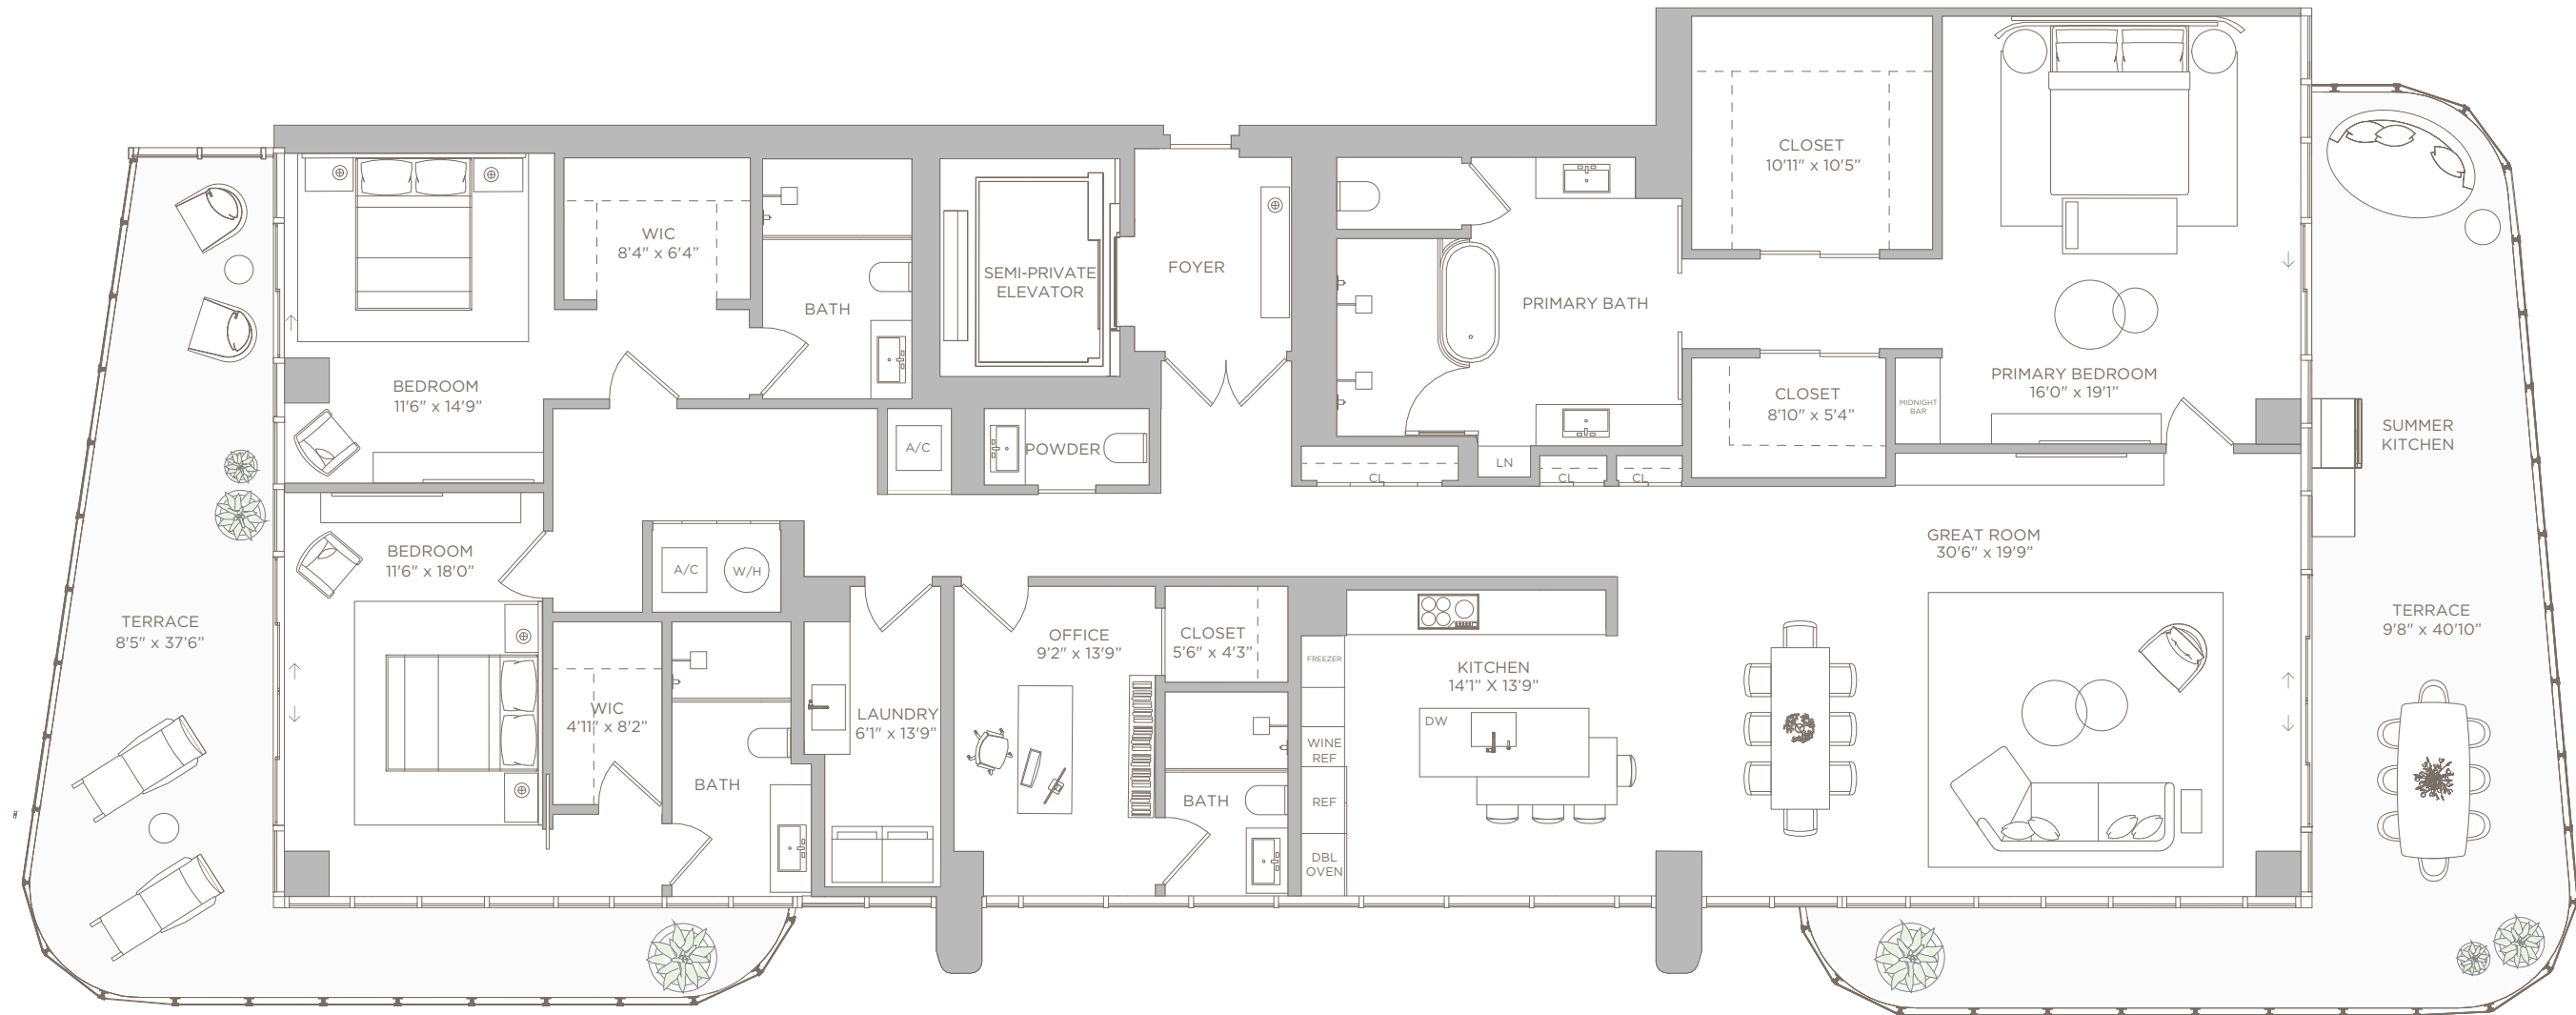 CLOSET
10'11" x 10'5”
WIC
8'4" x 6'4”
SEMI-PRIVATE
ELEVATOR
FOYER
BATH
PRIMARY BATH
BEDROOM
11'6" x 14'9”
PRIMARY BEDROOM
16'0" x 19'1”
CLOSET
8'10" x 5'4”
MIDNIGHT
BAR
SUMMER
KITCHEN
A/C
POWDER
LN
CL
CL
CL
BEDROOM
11'6" x 18'0”
A/C
W/H
GREAT ROOM
30'6" x 19'9”
TERRACE
8'5" x 37'6”
OFFICE
9'2" x 13'9”
CLOSET
5'6" x 4'3”
TERRACE
9'8" x 40'10”
FREEZER
KITCHEN
14'1” X 13'9”
WIC
4'11" x 8'2”
LAUNDRY
6'1" x 13'9”
DW
WINE
REF
BATH
BATH
REF
DBL
OVEN